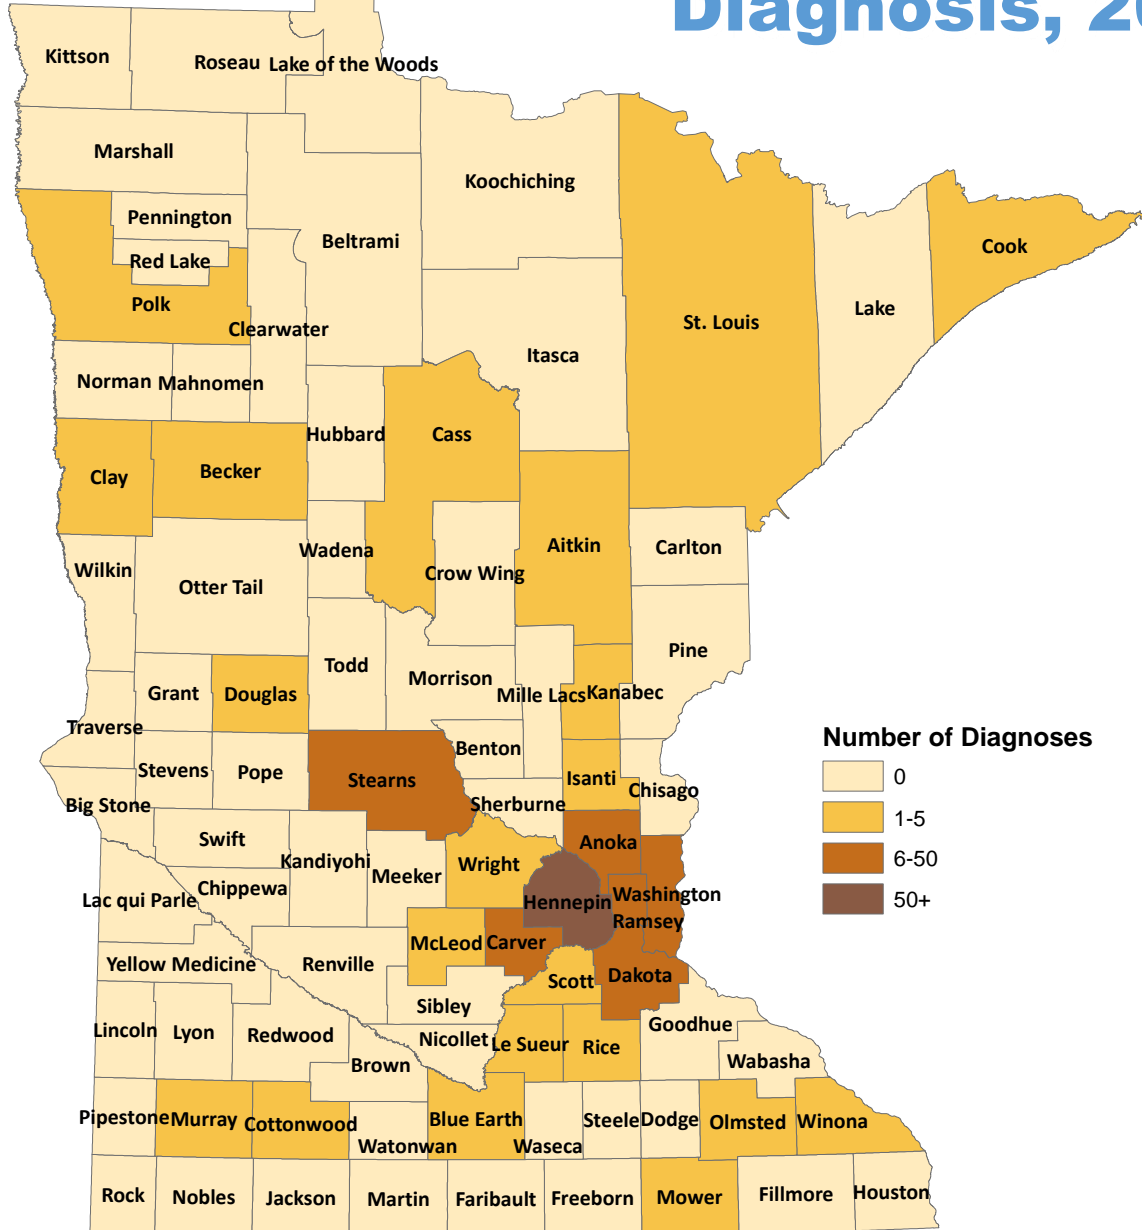 Diagnosis, 20
Kittson
Roseau
Lake of the Woods
Marshall
Koochiching
Pennington
Beltrami
Cook
Red Lake
Polk
Lake
St. Louis
Clearwater
Itasca
Norman
Mahnomen
Hubbard
Cass
Becker
Clay
Aitkin
Carlton
Wadena
Wilkin
Crow Wing
Otter Tail
Pine
Todd
Morrison
Grant
Douglas
Mille Lacs
Kanabec
Traverse
Number of Diagnoses
Benton
Stevens
Pope
Stearns
Isanti
0
Chisago
Big Stone
Sherburne
1-5
Swift
Anoka
Kandiyohi
Wright
6-50
Meeker
Chippewa
Washington
Lac qui Parle
Hennepin
50+
Ramsey
McLeod
Carver
Yellow Medicine
Renville
Dakota
Scott
Sibley
Goodhue
Lincoln
Lyon
Redwood
Nicollet
Le Sueur
Rice
Wabasha
Brown
Pipestone
Murray
Cottonwood
Blue Earth
Steele
Dodge
Olmsted
Winona
Watonwan
Waseca
Rock
Nobles
Jackson
Martin
Faribault
Freeborn
Mower
Fillmore
Houston